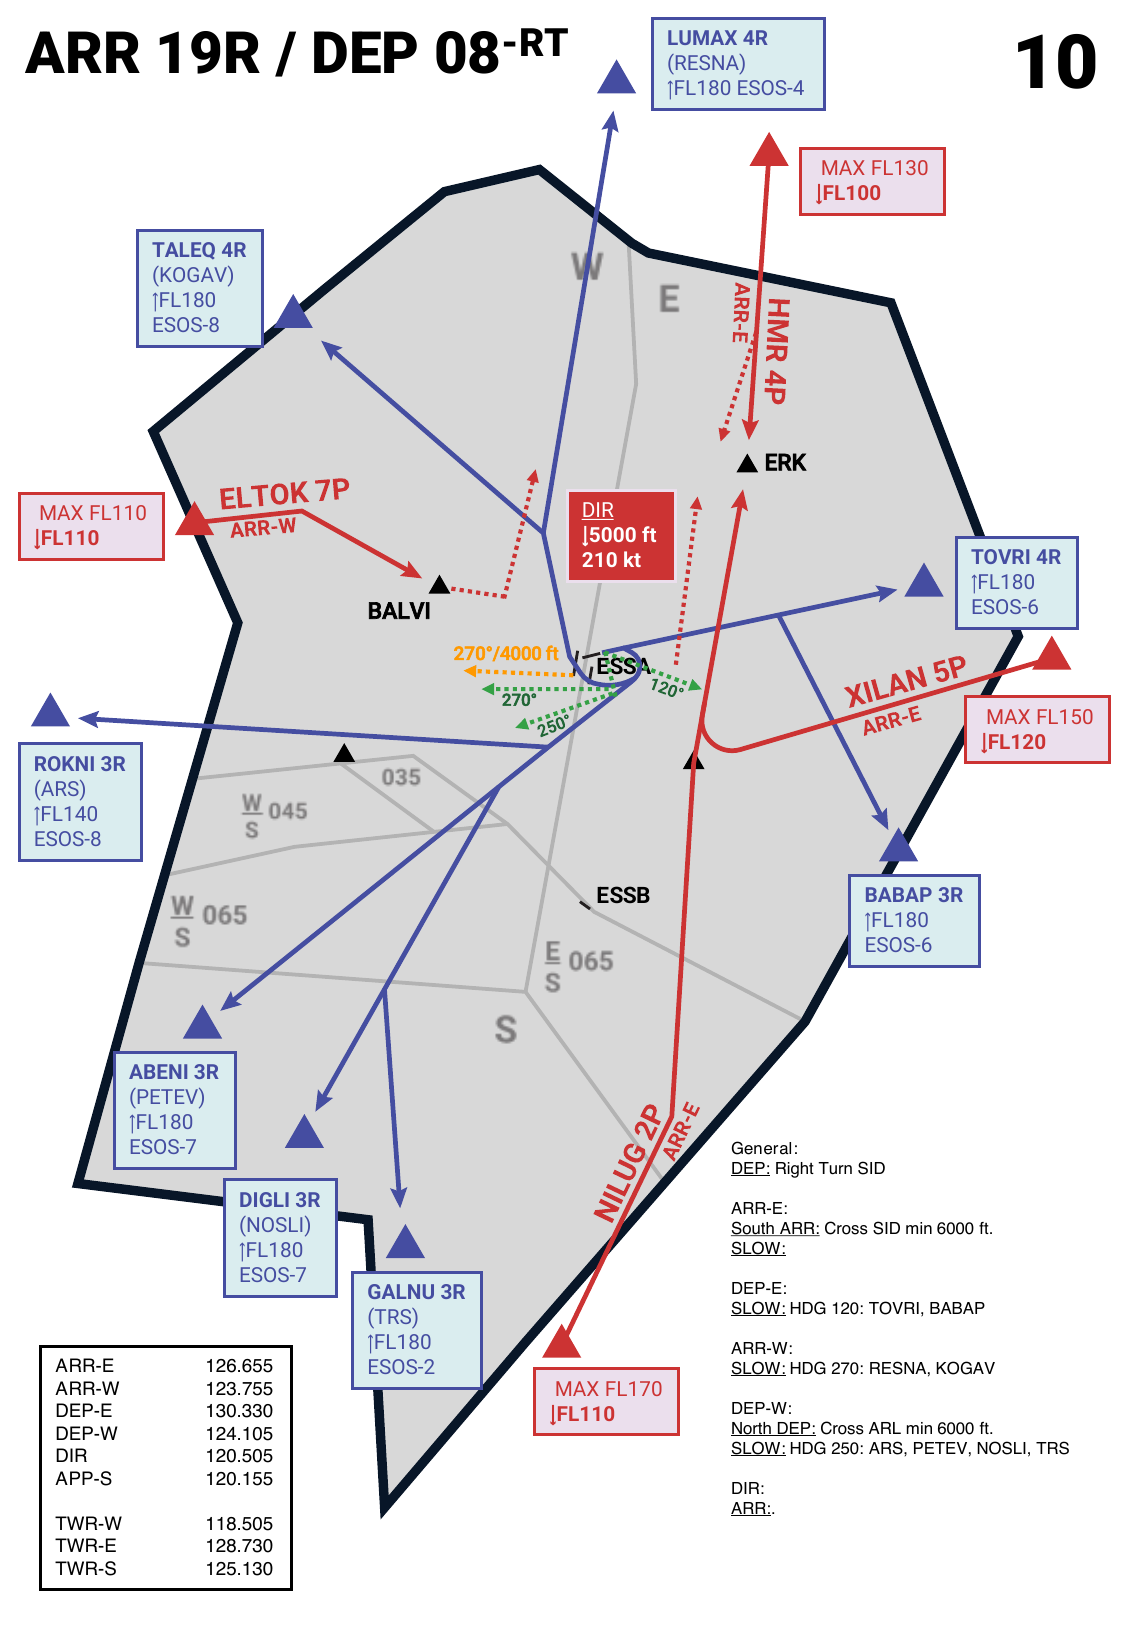 ARR 19R / DEP 08-RT
10
LUMAX 4R
(RESNA)
↑FL180 ESOS-4
MAX FL130
↓FL100
TALEQ 4R
(KOGAV)
↑FL180
ESOS-8
W
E
ARR-E
HMR 4P
ERK
MAX FL110
↓FL110
ELTOK 7P
ARR-W
DIR
↓5000 ft
210 kt
BALVI
TOVRI 4R
↑FL180
ESOS-6
270°/4000 ft
ESSA
120°
270°
250°
XILAN 5P
ARR-E
MAX FL150
↓FL120
ROKNI 3R
(ARS)
↑FL140
ESOS-8
035
W
S
045
W
S
065
ESSB
E
S
065
S
BABAP 3R
↑FL180
ESOS-6
ABENI 3R
(PETEV)
↑FL180
ESOS-7
NILUG 2P
ARR-E
DIGLI 3R
(NOSLI)
↑FL180
ESOS-7
GALNU 3R
(TRS)
↑FL180
ESOS-2
MAX FL170
↓FL110
General:
DEP: Right Turn SID
ARR-E:
South ARR: Cross SID min 6000 ft.
SLOW:
DEP-E:
SLOW: HDG 120: TOVRI, BABAP
ARR-W:
SLOW: HDG 270: RESNA, KOGAV
DEP-W:
North DEP: Cross ARL min 6000 ft.
SLOW: HDG 250: ARS, PETEV, NOSLI, TRS
DIR:
ARR:.
ARR-E 126.655
ARR-W 123.755
DEP-E 130.330
DEP-W 124.105
DIR 120.505
APP-S 120.155
TWR-W 118.505
TWR-E 128.730
TWR-S 125.130